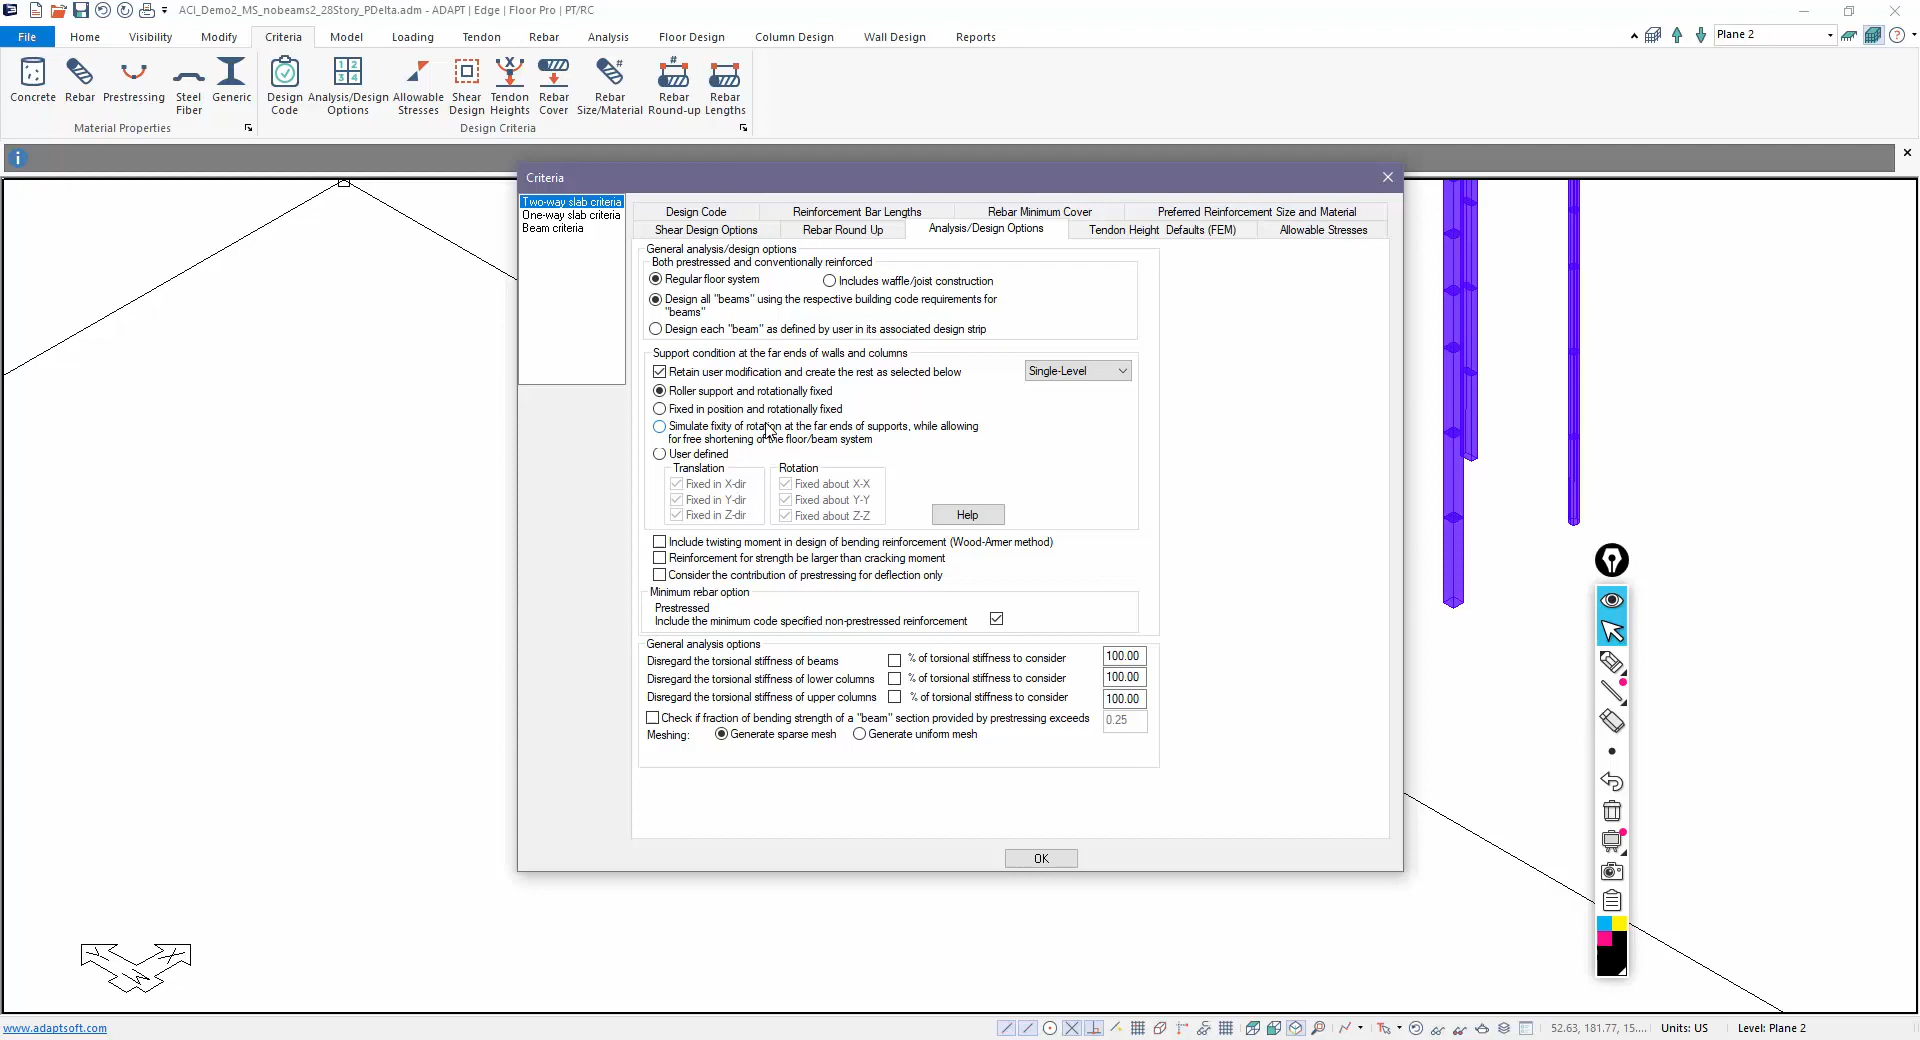 ACI_Demo2_MS_nobeams2_28Story_PDelta.adm - ADAPT | Edge | Floor Pro | PT/RC
File Home Visibility Modify Criteria Model Loading Tendon Rebar Analysis Floor Design Column Design Wall Design Reports Plane 2
Concrete Rebar Prestressing Steel Fiber Generic Design Code Analysis/Design Options Allowable Stresses Shear Design Tendon Heights Rebar Cover Rebar Size/Material Rebar Round-up Rebar Lengths
Material Properties Design Criteria
Criteria
Two-way slab criteria
One-way slab criteria
Beam criteria
Design Code Reinforcement Bar Lengths Rebar Minimum Cover Preferred Reinforcement Size and Material
Shear Design Options Rebar Round Up Analysis/Design Options Tendon Height Defaults (FEM) Allowable Stresses
General analysis/design options
Both prestressed and conventionally reinforced
Regular floor system Includes waffle/joist construction
Design all "beams" using the respective building code requirements for
"beams"
Design each "beam" as defined by user in its associated design strip
Support condition at the far ends of walls and columns
Retain user modification and create the rest as selected below Single-Level
Roller support and rotationally fixed
Fixed in position and rotationally fixed
Simulate fixity of rotation at the far ends of supports, while allowing
for free shortening of the floor/beam system
User defined
Translation Rotation
Fixed in X-dir Fixed about X-X
Fixed in Y-dir Fixed about Y-Y
Fixed in Z-dir Fixed about Z-Z
Help
Include twisting moment in design of bending reinforcement (Wood-Armer method)
Reinforcement for strength be larger than cracking moment
Consider the contribution of prestressing for deflection only
Minimum rebar option
Prestressed
Include the minimum code specified non-prestressed reinforcement
General analysis options
Disregard the torsional stiffness of beams % of torsional stiffness to consider 100.00
Disregard the torsional stiffness of lower columns % of torsional stiffness to consider 100.00
Disregard the torsional stiffness of upper columns % of torsional stiffness to consider 100.00
Check if fraction of bending strength of a "beam" section provided by prestressing exceeds 0.25
Meshing: Generate sparse mesh Generate uniform mesh
OK
www.adaptsoft.com
52.63, 181.77, 15.... Units: US Level: Plane 2